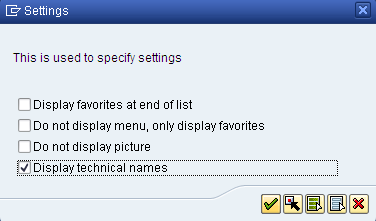 Settings
This is used to specify settings
Display favorites at end of list
Do not display menu, only display favorites
Do not display picture
Display technical names